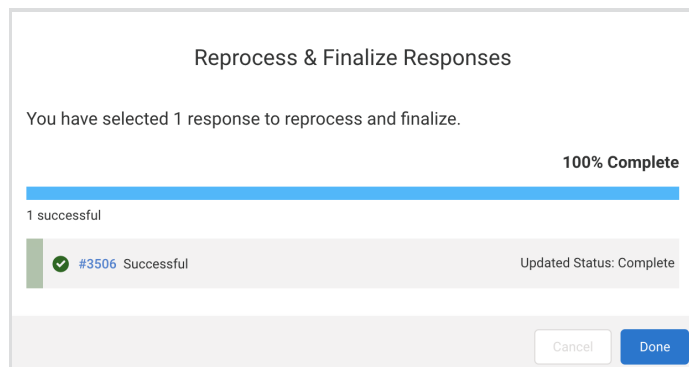 Reprocess & Finalize Responses
You have selected 1 response to reprocess and finalize.
100% Complete
1 successful
#3506 Successful Updated Status: Complete
Cancel Done